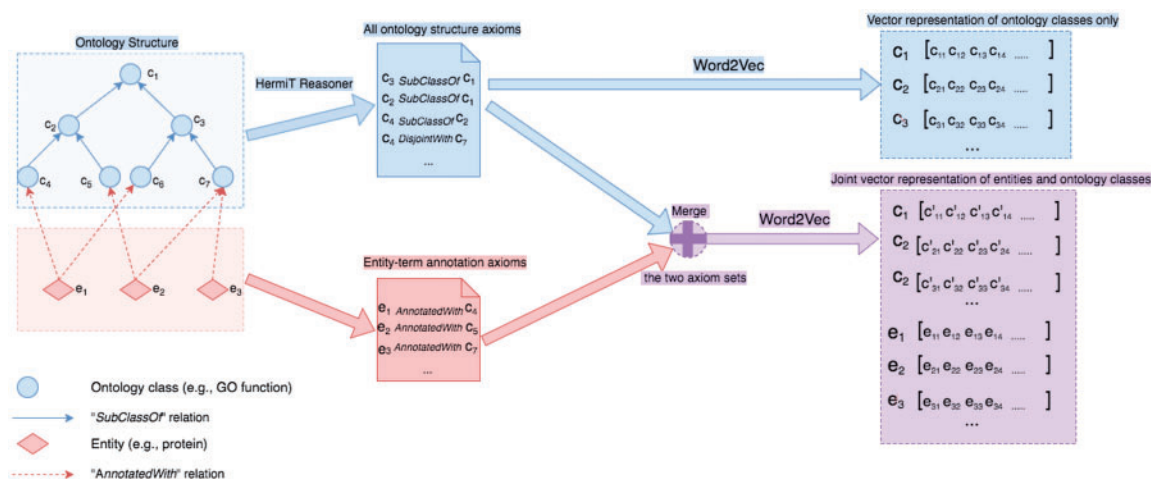 Ontology Structure
c1
c2
c3
c4
c5
c6
c7
e1
e2
e3
HermiT Reasoner
All ontology structure axioms
C3 SubClassOf C1
C2 SubClassOf C1
C4 SubClassOf C2
C4 DisjointWith C7
...
Entity-term annotation axioms
e1 AnnotatedWith C4
e2 AnnotatedWith C5
e3 AnnotatedWith C7
...
Word2Vec
Merge
the two axiom sets
Word2Vec
Vector representation of ontology classes only
C1 [C11 C12 C13 C14 ..... ]
C2 [C21 C22 C23 C24 ..... ]
C3 [C31 C32 C33 C34 ..... ]
...
Joint vector representation of entities and ontology classes
C1 [C'11 C'12 C'13 C'14 ..... ]
C2 [C'21 C'22 C'23 C'24 ..... ]
C2 [C'31 C'32 C'33 C'34 ..... ]
...
e1 [e11 e12 e13 e14 ..... ]
e2 [e21 e22 e23 e24 ..... ]
e3 [e31 e32 e33 e34 ..... ]
...
Ontology class (e.g., GO function)
"SubClassOf" relation
Entity (e.g., protein)
"AnnotatedWith" relation